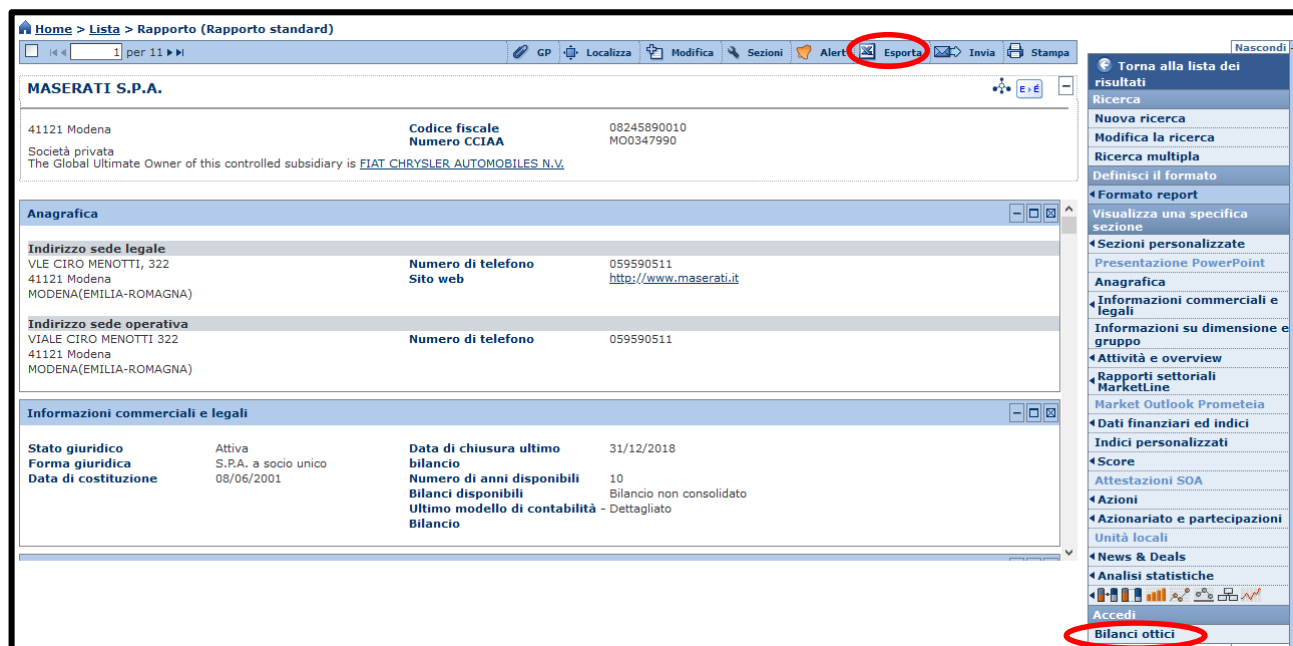 Home > Lista > Rapporto (Rapporto standard)
1 per 11
GP Localizza Modifica Sezioni Alert Esporta Invia Stampa
MASERATI S.P.A.
E›É
41121 Modena
Codice fiscale 08245890010
Numero CCIAA MO0347990
Società privata
The Global Ultimate Owner of this controlled subsidiary is FIAT CHRYSLER AUTOMOBILES N.V.
Anagrafica
Indirizzo sede legale
VLE CIRO MENOTTI, 322 Numero di telefono 059590511
41121 Modena Sito web http://www.maserati.it
MODENA(EMILIA-ROMAGNA)
Indirizzo sede operativa
VIALE CIRO MENOTTI 322 Numero di telefono 059590511
41121 Modena
MODENA(EMILIA-ROMAGNA)
Informazioni commerciali e legali
Stato giuridico Attiva
Forma giuridica S.P.A. a socio unico
Data di costituzione 08/06/2001
Data di chiusura ultimo 31/12/2018
bilancio
Numero di anni disponibili 10
Bilanci disponibili Bilancio non consolidato
Ultimo modello di contabilità - Dettagliato
Bilancio
Nascondi
Torna alla lista dei
risultati
Ricerca
Nuova ricerca
Modifica la ricerca
Ricerca multipla
Definisci il formato
Formato report
Visualizza una specifica
sezione
Sezioni personalizzate
Presentazione PowerPoint
Anagrafica
Informazioni commerciali e
legali
Informazioni su dimensione e
gruppo
Attività e overview
Rapporti settoriali
MarketLine
Market Outlook Prometeia
Dati finanziari ed indici
Indici personalizzati
Score
Attestazioni SOA
Azioni
Azionariato e partecipazioni
Unità locali
News & Deals
Analisi statistiche
Accedi
Bilanci ottici